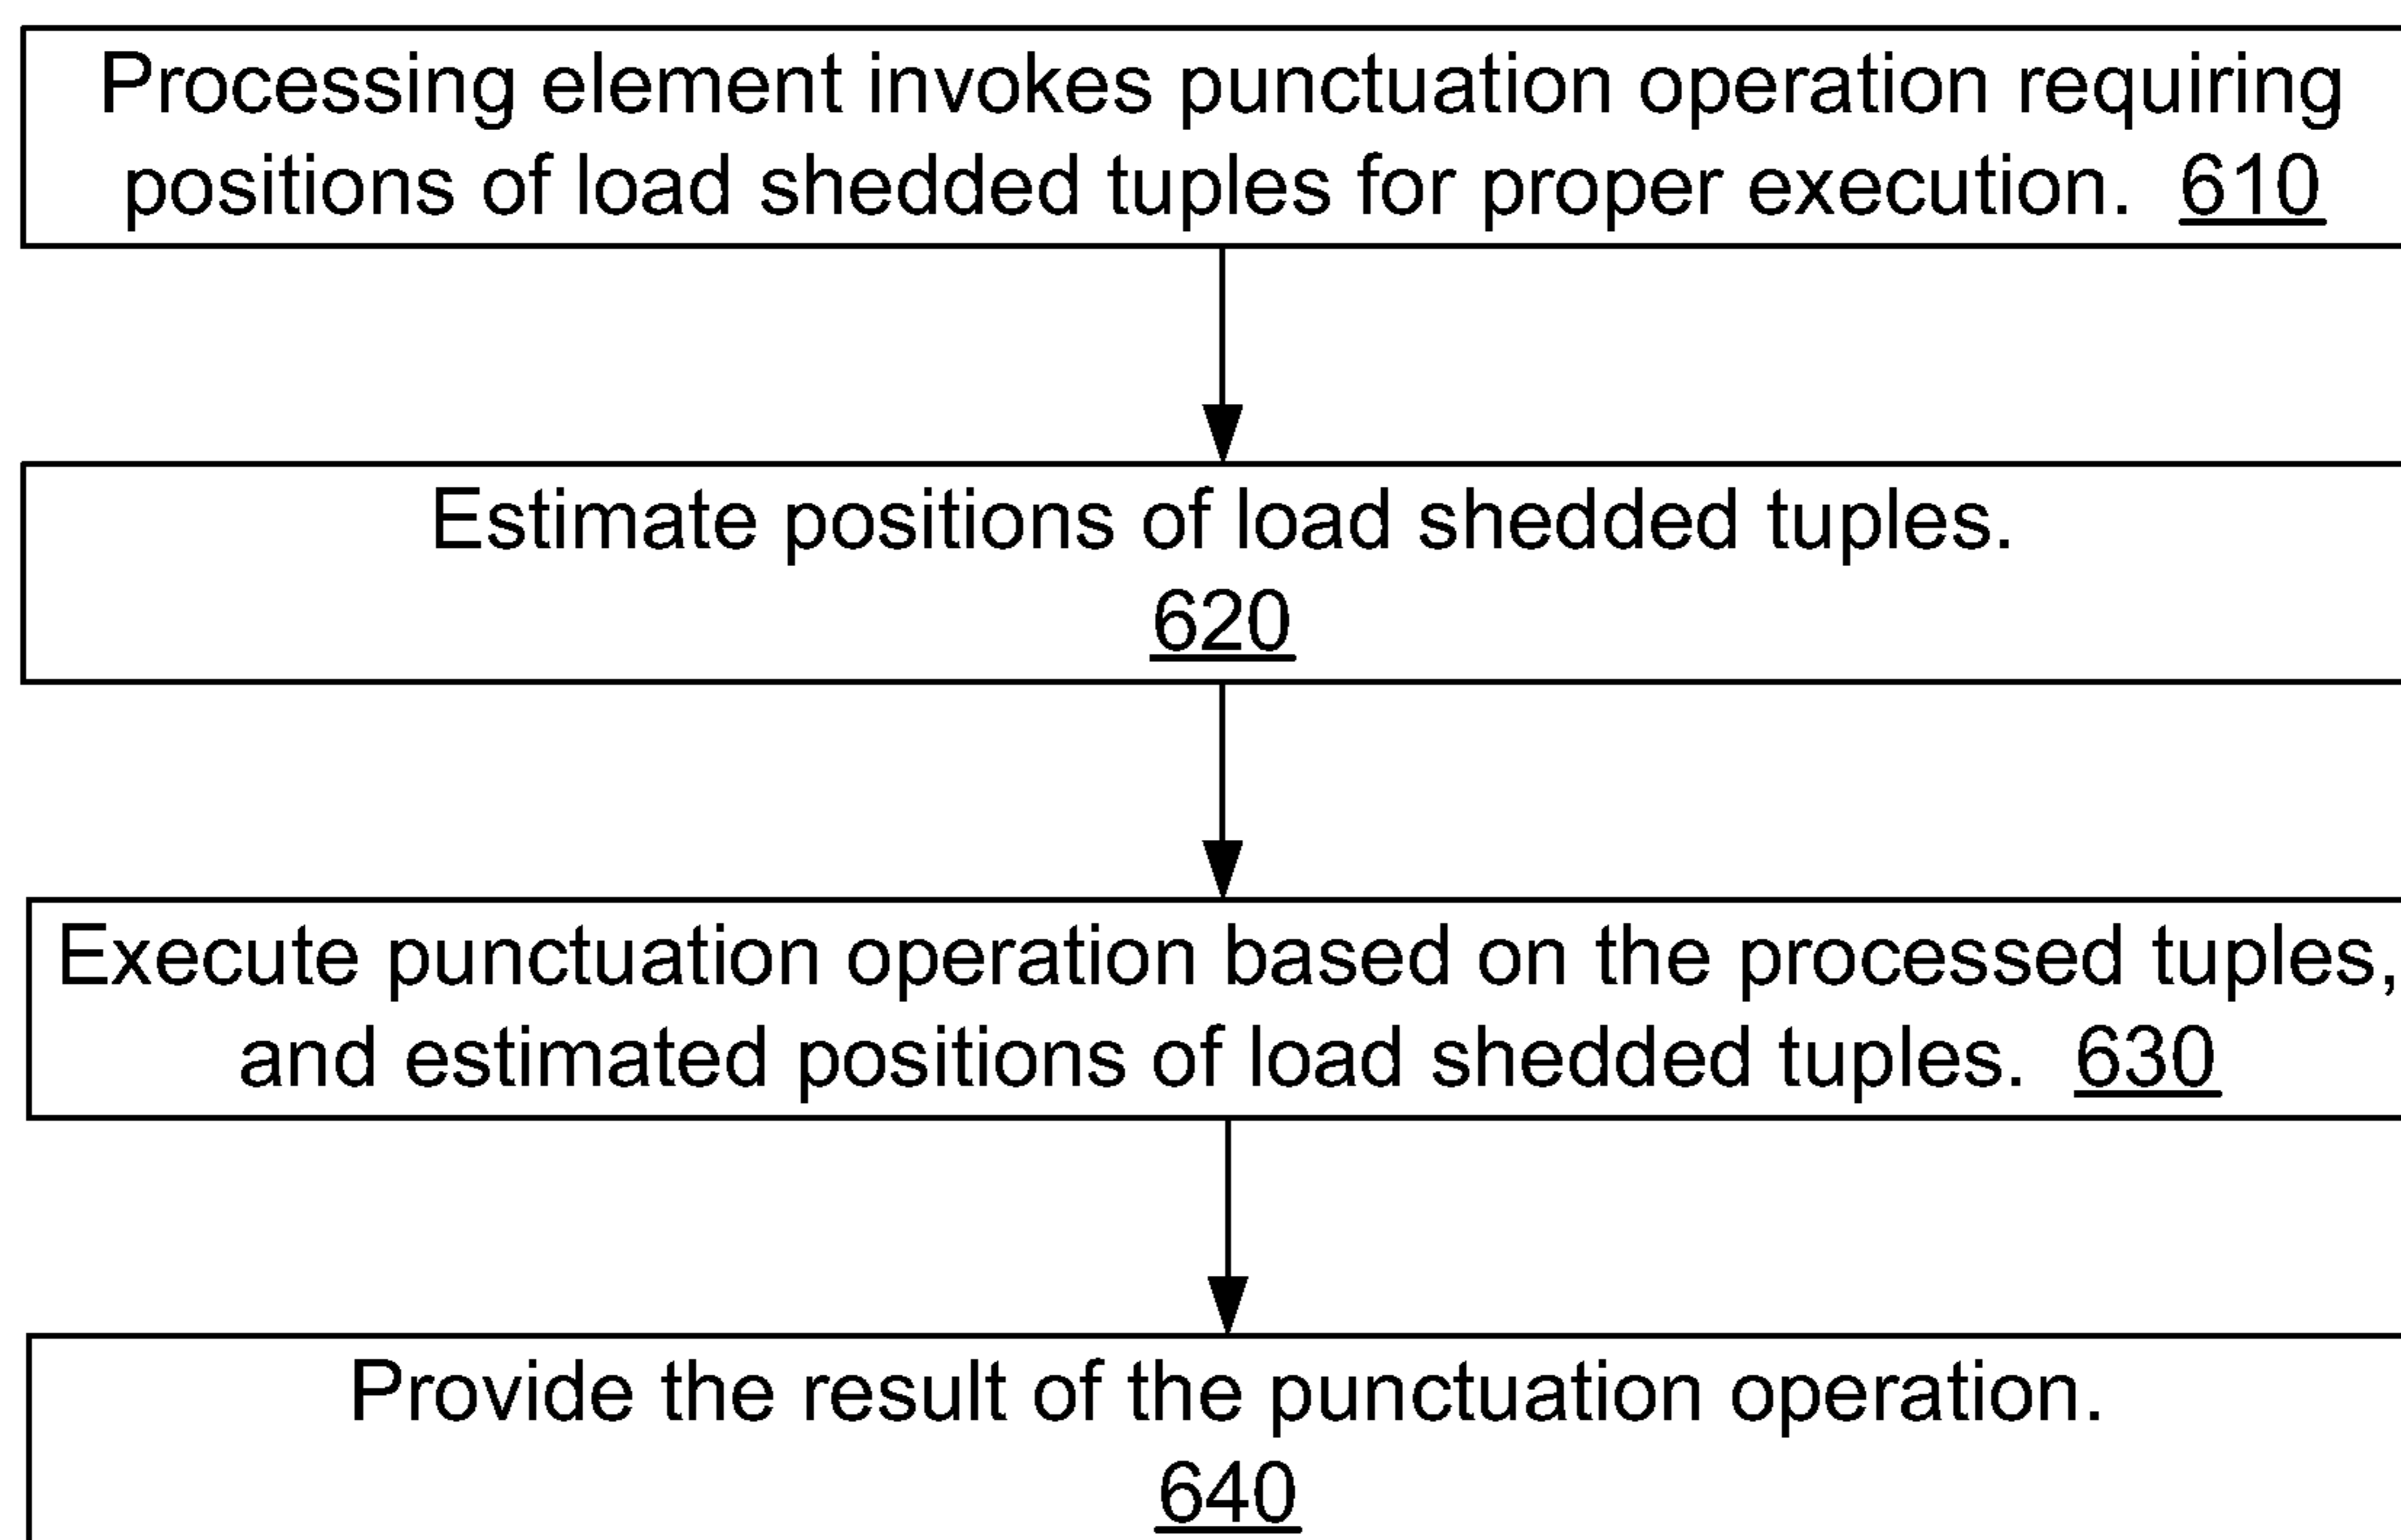 Processing element invokes punctuation operation requiring
positions of load shedded tuples for proper execution. 610
Estimate positions of load shedded tuples.
620
Execute punctuation operation based on the processed tuples,
and estimated positions of load shedded tuples. 630
Provide the result of the punctuation operation.
640